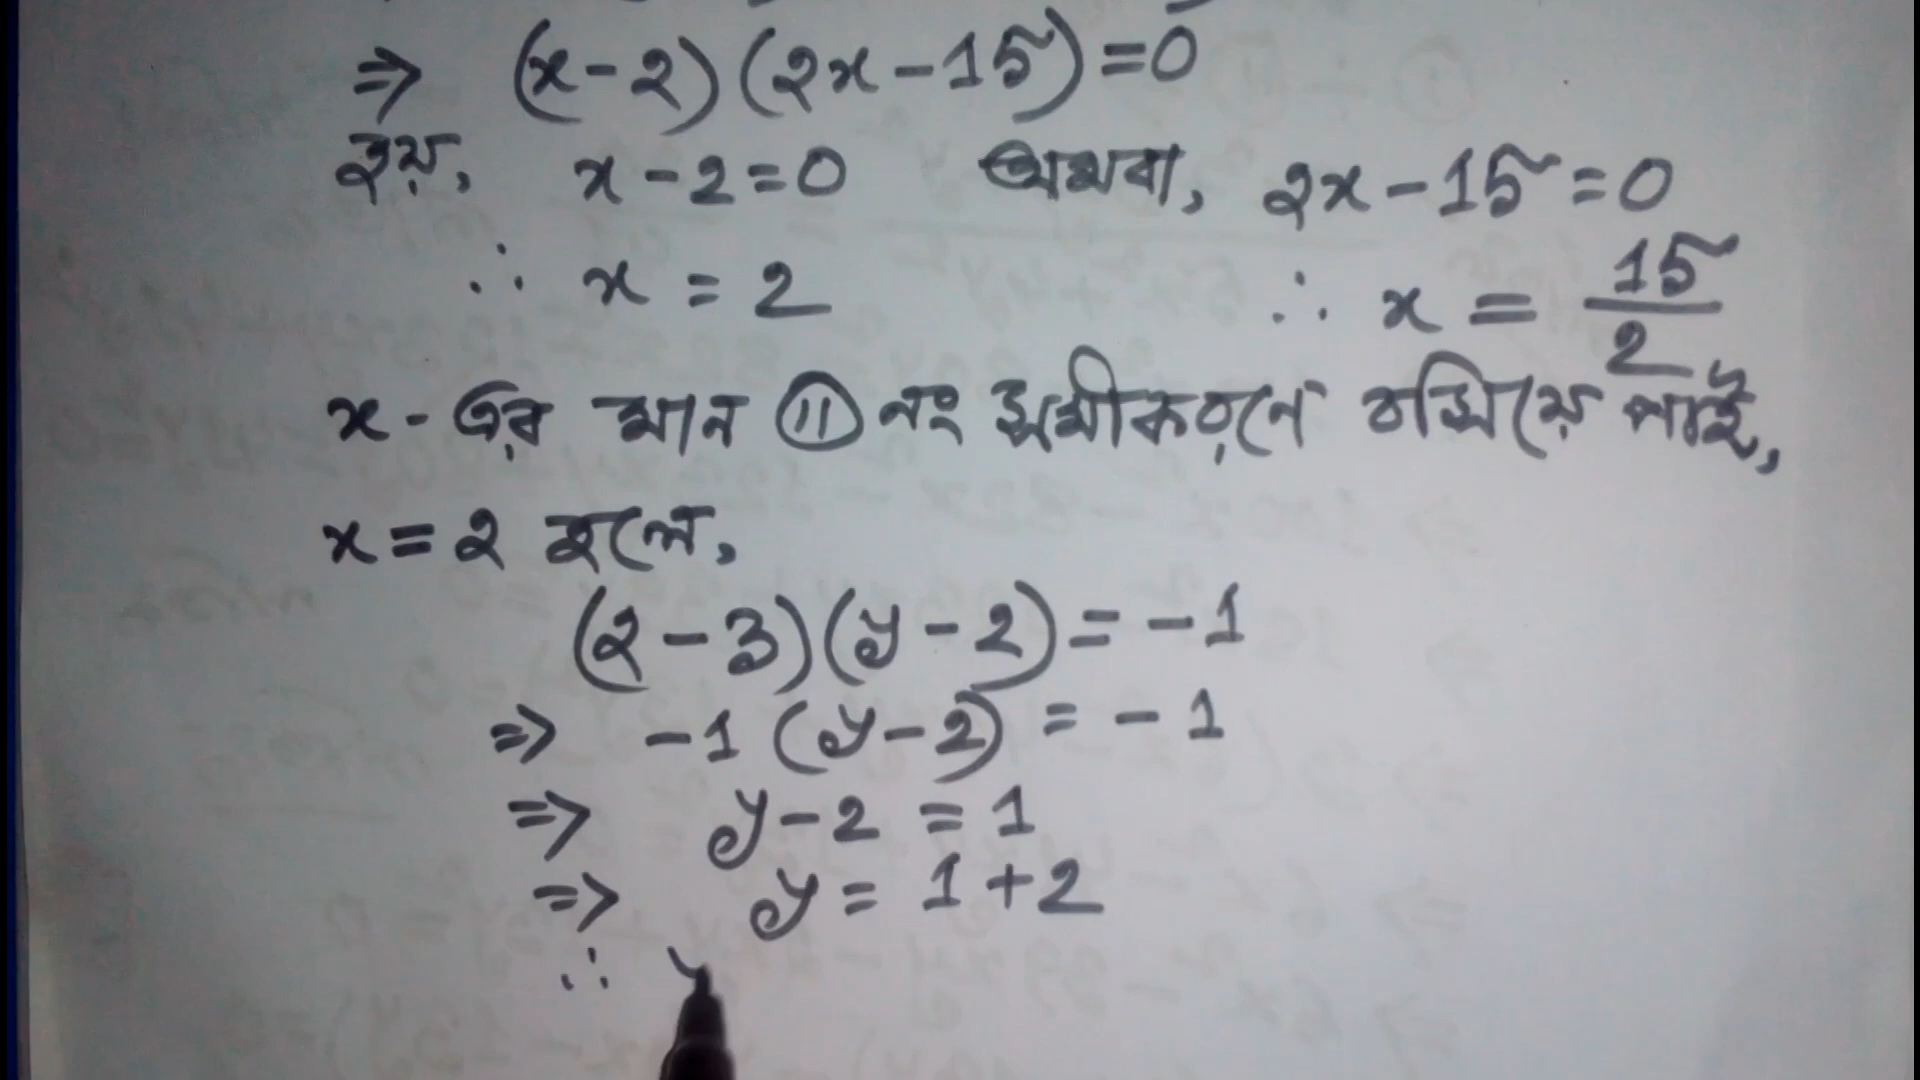 ⇒ (x-2)(2x-15)=0
হয়, x-2=0 অথবা, 2x-15=0
∴ x = 2 ∴ x = 15/2
x-এর মান ⑪ নং সমীকরণে বসিয়ে পাই,
x=2 হলে,
(2-3)(y-2)=-1
⇒ -1(y-2)=-1
⇒ y-2=1
⇒ y=1+2
∴ y